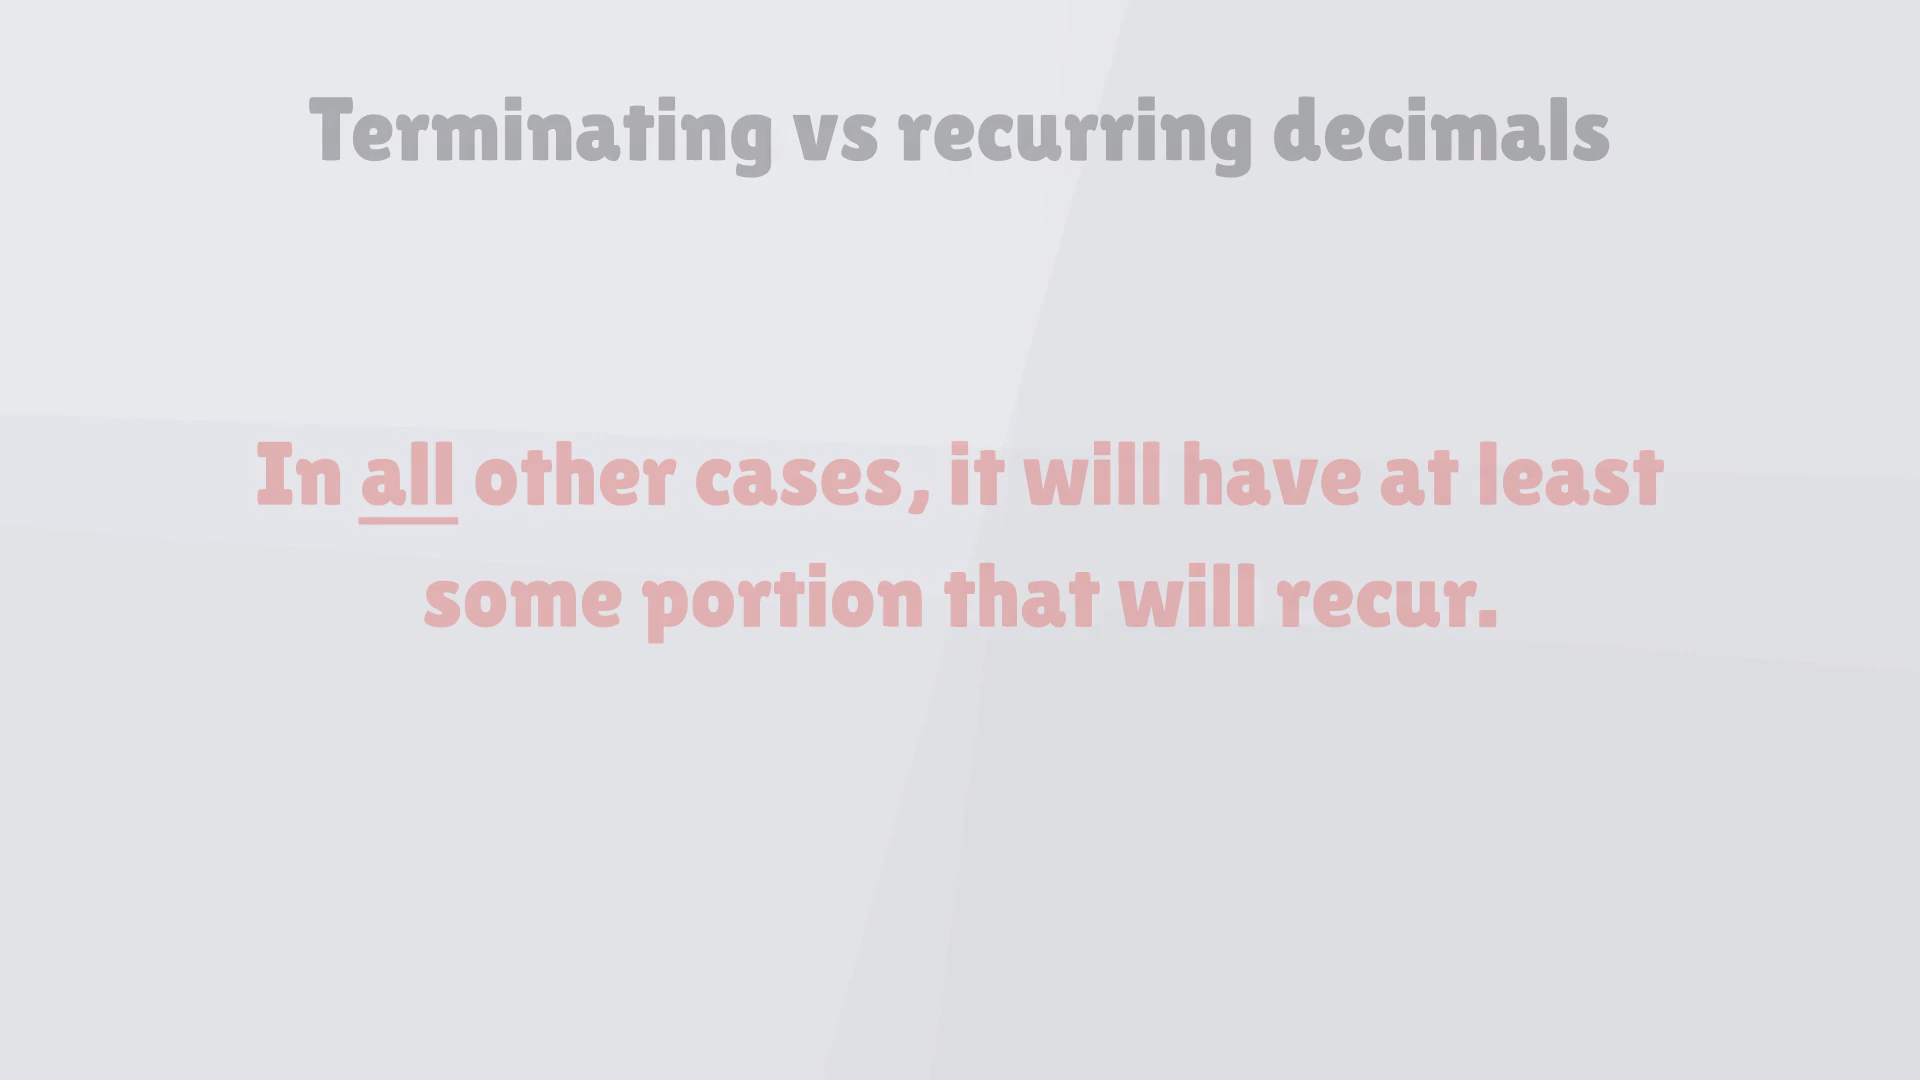 Terminating vs recurring decimals
In all other cases, it will have at least
some portion that will recur.